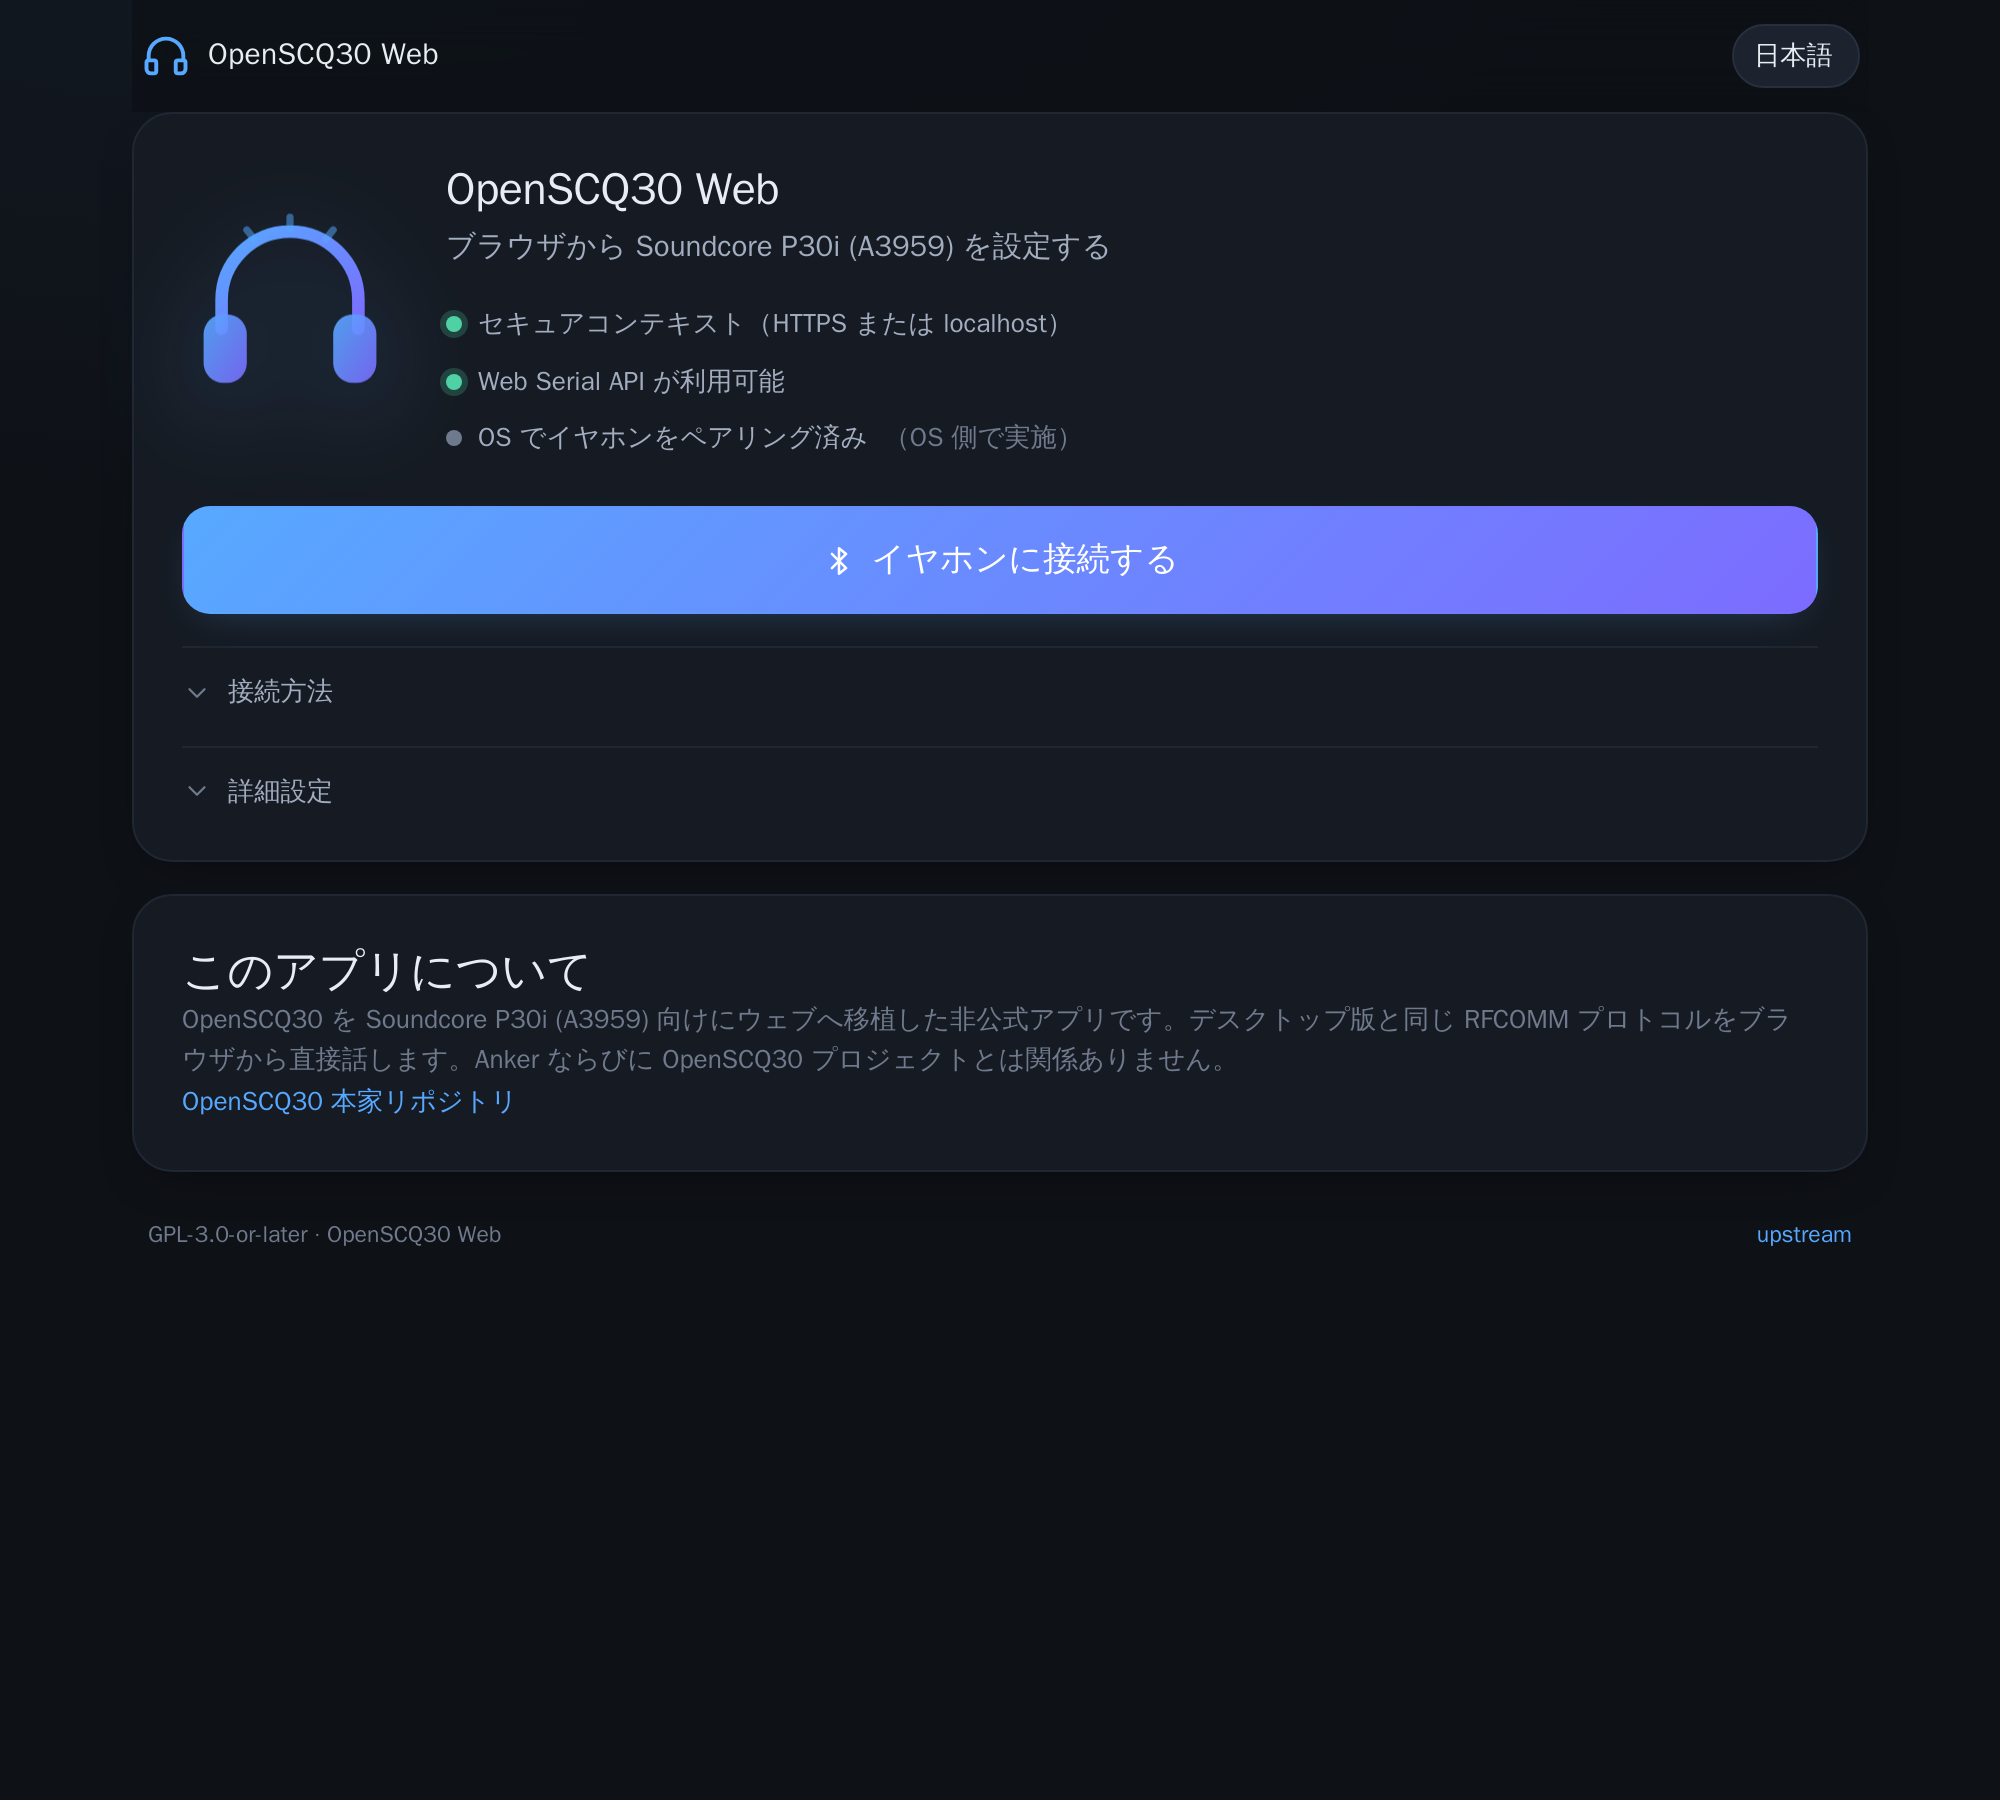 OpenSCQ30 Web
日本語
OpenSCQ30 Web
ブラウザから Soundcore P30i (A3959) を設定する
セキュアコンテキスト（HTTPS または localhost）
Web Serial API が利用可能
OS でイヤホンをペアリング済み （OS 側で実施）
イヤホンに接続する
接続方法
詳細設定
このアプリについて
OpenSCQ30 を Soundcore P30i (A3959) 向けにウェブへ移植した非公式アプリです。デスクトップ版と同じ RFCOMM プロトコルをブラ
ウザから直接話します。Anker ならびに OpenSCQ30 プロジェクトとは関係ありません。
OpenSCQ30 本家リポジトリ
GPL-3.0-or-later · OpenSCQ30 Web
upstream